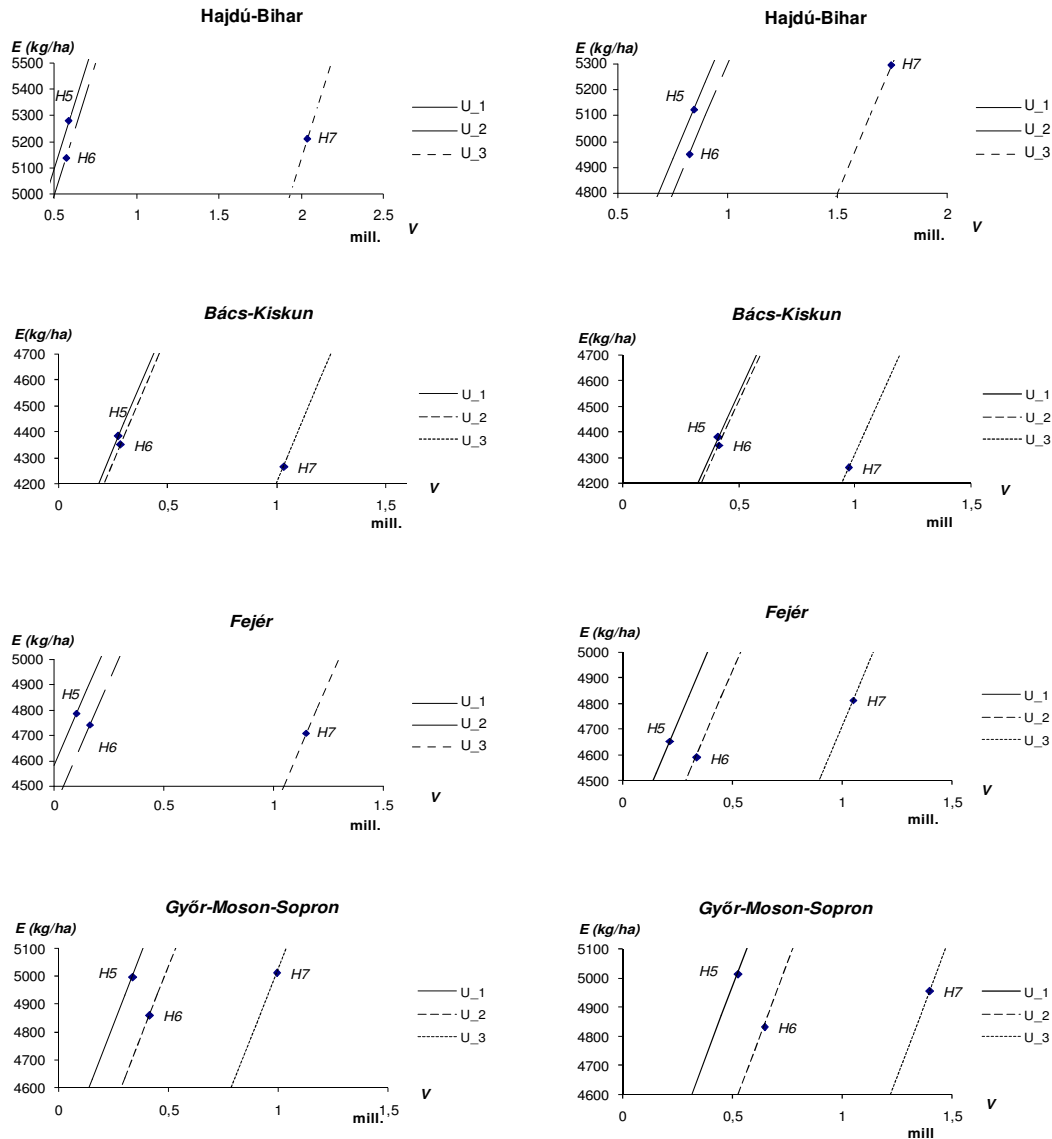 Hajdú-Bihar
E (kg/ha)
5500
5400
5300
5200
5100
5000
H5
H6
H7
0.5
1
1.5
2
2.5
mill.
V
U_1
U_2
U_3
Hajdú-Bihar
E (kg/ha)
5300
5200
5100
5000
4900
4800
H5
H6
H7
0.5
1
1.5
2
mill.
V
U_1
U_2
U_3
Bács-Kiskun
E(kg/ha)
4700
4600
4500
4400
4300
4200
H5
H6
H7
0
0,5
1
1,5
mill.
V
U_1
U_2
U_3
Bács-Kiskun
E(kg/ha)
4700
4600
4500
4400
4300
4200
H5
H6
H7
0
0,5
1
1,5
mill
V
U_1
U_2
U_3
Fejér
E (kg/ha)
5000
4900
4800
4700
4600
4500
H5
H6
H7
0
0.5
1
1.5
mill.
V
U_1
U_2
U_3
Fejér
E (kg/ha)
5000
4900
4800
4700
4600
4500
H5
H6
H7
0
0,5
1
1,5
mill.
V
U_1
U_2
U_3
Győr-Moson-Sopron
E (kg/ha)
5100
5000
4900
4800
4700
4600
H5
H6
H7
0
0,5
1
1,5
mill.
V
U_1
U_2
U_3
Győr-Moson-Sopron
E (kg/ha)
5100
5000
4900
4800
4700
4600
H5
H6
H7
0
0,5
1
1,5
mill
V
U_1
U_2
U_3